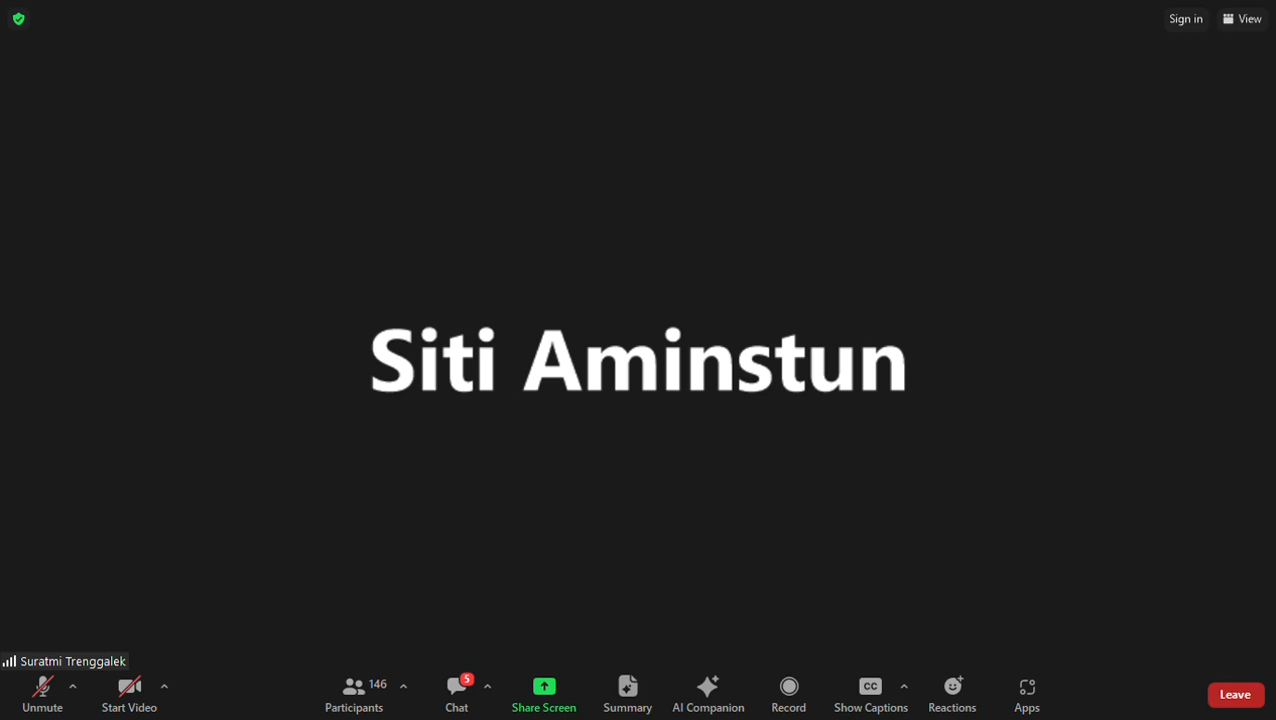 Sign in
View
Siti Aminstun
Suratmi Trenggalek
Unmute
Start Video
146
Participants
5
Chat
Share Screen
Summary
AI Companion
Record
CC
Show Captions
Reactions
Apps
Leave